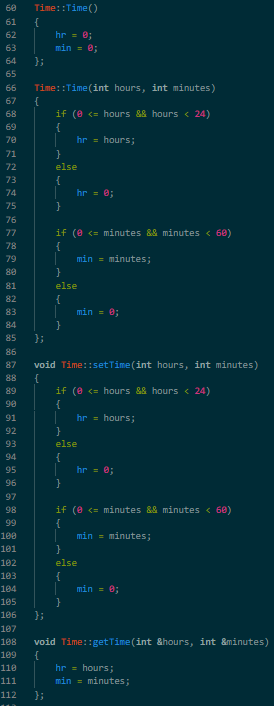 60 Time::Time()
61 {
62 hr = 0;
63 min = 0;
64 };
65
66 Time::Time(int hours, int minutes)
67 {
68 if (0 <= hours && hours < 24)
69 {
70 hr = hours;
71 }
72 else
73 {
74 hr = 0;
75 }
76
77 if (0 <= minutes && minutes < 60)
78 {
79 min = minutes;
80 }
81 else
82 {
83 min = 0;
84 }
85 };
86
87 void Time::setTime(int hours, int minutes)
88 {
89 if (0 <= hours && hours < 24)
90 {
91 hr = hours;
92 }
93 else
94 {
95 hr = 0;
96 }
97
98 if (0 <= minutes && minutes < 60)
99 {
100 min = minutes;
101 }
102 else
103 {
104 min = 0;
105 }
106 };
107
108 void Time::getTime(int &hours, int &minutes)
109 {
110 hr = hours;
111 min = minutes;
112 };